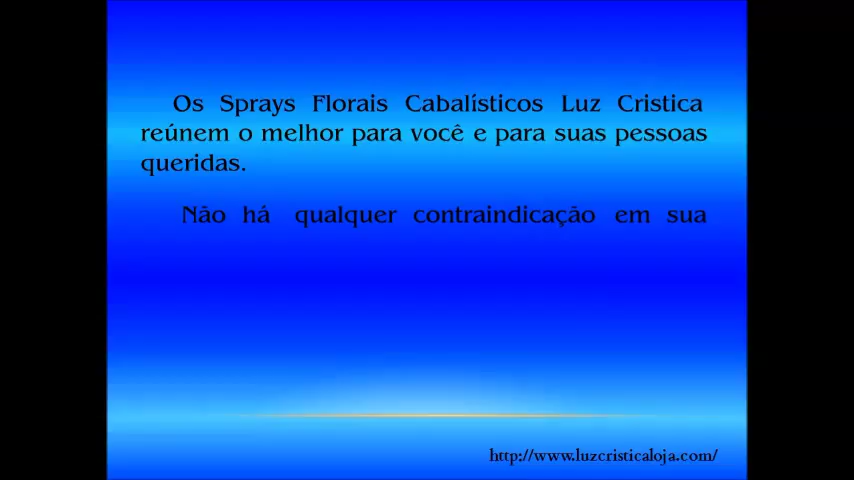 Os Sprays Florais Cabalísticos Luz Cristica
reúnem o melhor para você e para suas pessoas
queridas.
Não há qualquer contraindicação em sua
http://www.luzcristicaloja.com/